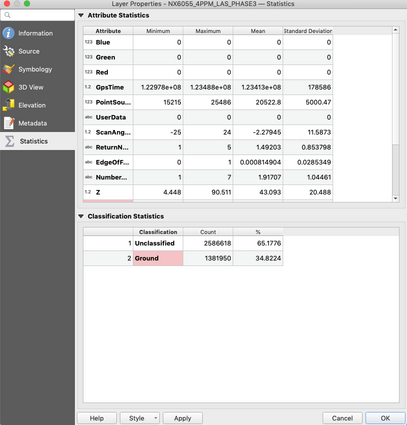 Layer Properties — NX6055_4PPM_LAS_PHASE3 — Statistics
Information
Source
Symbology
3D View
Elevation
Metadata
Statistics
Attribute Statistics
Attribute Minimum Maximum Mean Standard Deviation
123 Blue 0 0 0 0
123 Green 0 0 0 0
123 Red 0 0 0 0
1.2 GpsTime 1.22978e+08 1.23488e+08 1.23413e+08 178586
123 PointSou... 15215 25486 20522.8 5000.47
abc UserData 0 0 0 0
1.2 ScanAng... -25 24 -2.27945 11.5873
abc ReturnN... 1 5 1.49203 0.853798
abc EdgeOfF... 0 1 0.000814904 0.0285349
abc Number... 1 7 1.91707 1.04461
1.2 Z 4.448 90.511 43.093 20.488
Classification Statistics
Classification Count %
1 Unclassified 2586618 65.1776
2 Ground 1381950 34.8224
Help Style Apply Cancel OK